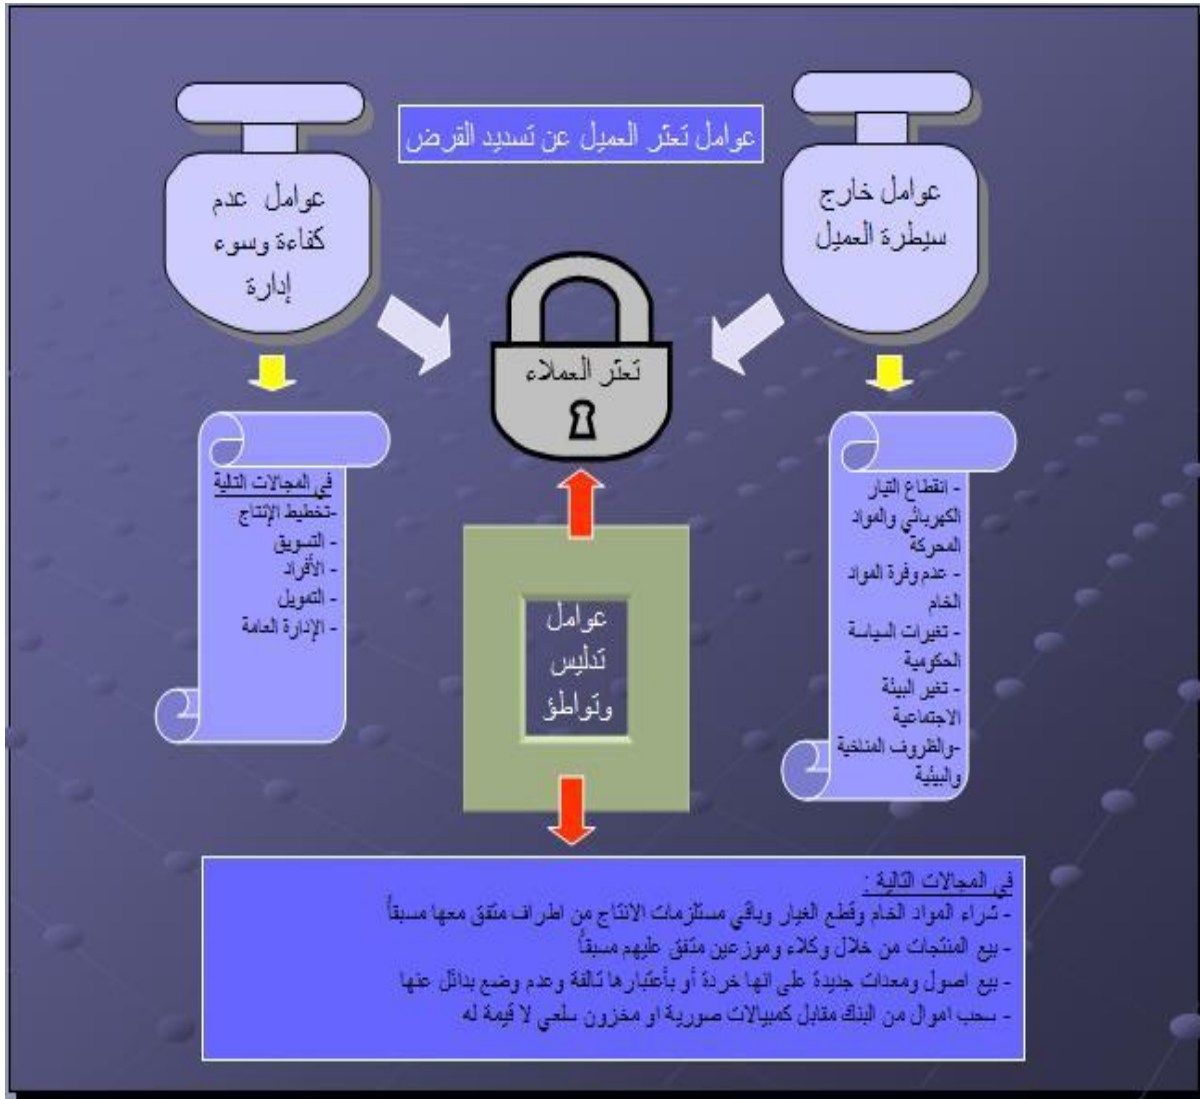 عوامل تعثر العميل عن تسديد القرض
عوامل خارج
سيطرة العميل
عوامل عدم
كفاءة وسوء
إدارة
تعثر العملاء
- انقطاع التيار
الكهربائي والمواد
المحركة
- عدم وفرة المواد
الخام
- تغيرات السياسة
الحكومية
- تغير البيئة
الاجتماعية
-والظروف المناخية
والبيئية
في المجالات التالية
-تخطيط الإنتاج
- التسويق
- الأفراد
- التمويل
- الإدارة العامة
عوامل
تدليس
وتواطؤ
في المجالات التالية :
- شراء المواد الخام وقطع الغيار وباقي مستلزمات الانتاج من اطراف متفق معها مسبقاً
- بيع المنتجات من خلال وكلاء وموزعين متفق عليهم مسبقاً
- بيع اصول ومعدات جديدة على انها خردة أو بأعتبارها تالفة وعدم وضع بدائل عنها
- سحب اموال من البنك مقابل كمبيالات صورية او مخزون سلعي لا قيمة له